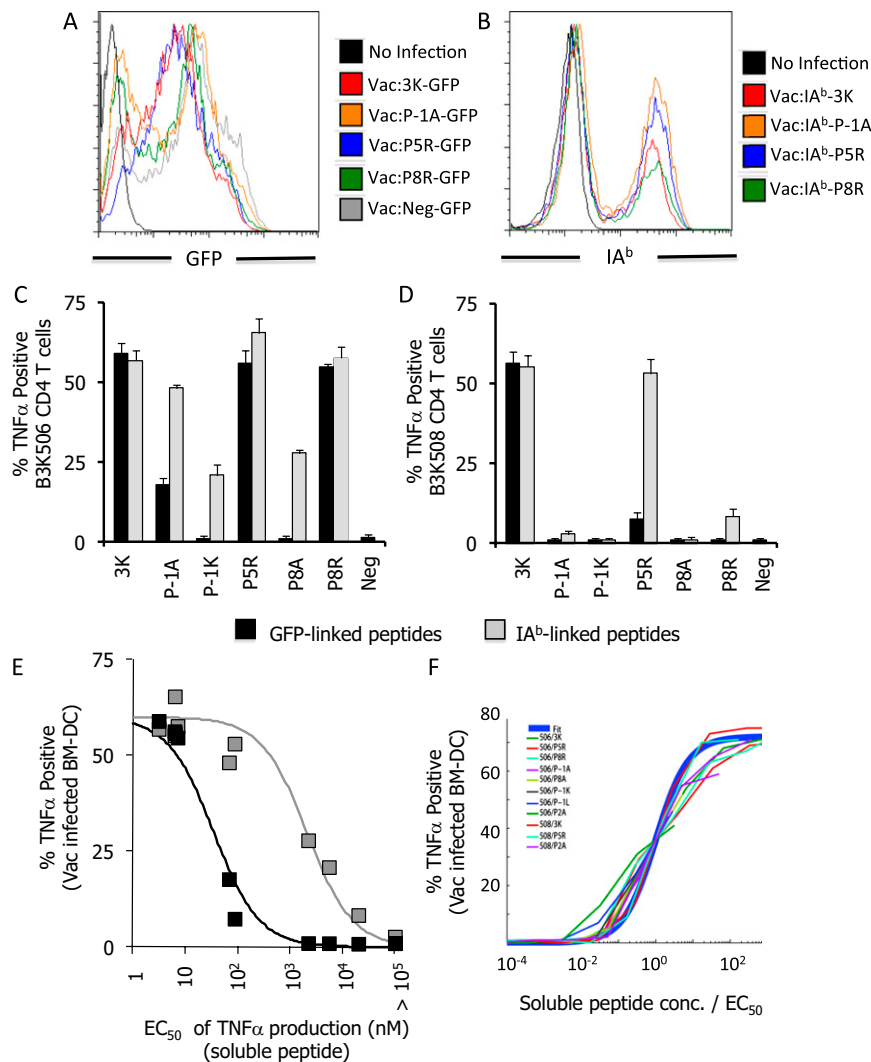 A
No Infection
Vac:3K-GFP
Vac:P-1A-GFP
Vac:P5R-GFP
Vac:P8R-GFP
Vac:Neg-GFP
GFP
B
No Infection
Vac:IAᵇ-3K
Vac:IAᵇ-P-1A
Vac:IAᵇ-P5R
Vac:IAᵇ-P8R
IAᵇ
C
% TNFα Positive
B3K506 CD4 T cells
75
50
25
0
3K
P-1A
P-1K
P5R
P8A
P8R
Neg
D
% TNFα Positive
B3K508 CD4 T cells
75
50
25
0
3K
P-1A
P-1K
P5R
P8A
P8R
Neg
GFP-linked peptides
IAᵇ-linked peptides
E
% TNFα Positive
(Vac infected BM-DC)
75
50
25
0
1
10
10²
10³
10⁴
10⁵
>
EC₅₀ of TNFα production (nM)
(soluble peptide)
F
% TNFα Positive
(Vac infected BM-DC)
80
60
40
20
Fit
506/3K
506/P5R
506/P8R
506/P-1A
506/P8A
506/P-1K
506/P-1L
506/P2A
508/3K
508/P5R
508/P2A
10⁻⁴
10⁻²
10⁰
10²
Soluble peptide conc. / EC₅₀